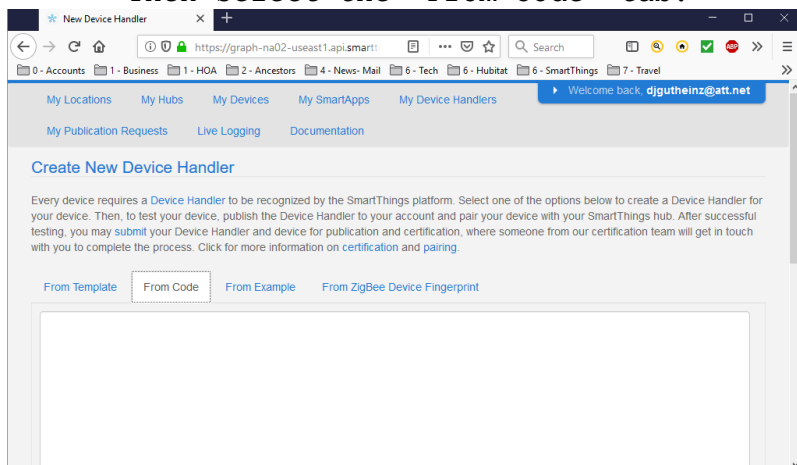 Then select the "From Code" tab.
New Device Handler
https://graph-na02-useast1.api.smartt
Search
0 - Accounts 1 - Business 1 - HOA 2 - Ancestors 4 - News- Mail 6 - Tech 6 - Hubitat 6 - SmartThings 7 - Travel
My Locations My Hubs My Devices My SmartApps My Device Handlers Welcome back, djgutheinz@att.net
My Publication Requests Live Logging Documentation
Create New Device Handler
Every device requires a Device Handler to be recognized by the SmartThings platform. Select one of the options below to create a Device Handler for
your device. Then, to test your device, publish the Device Handler to your account and pair your device with your SmartThings hub. After successful
testing, you may submit your Device Handler and device for publication and certification, where someone from our certification team will get in touch
with you to complete the process. Click for more information on certification and pairing.
From Template From Code From Example From ZigBee Device Fingerprint